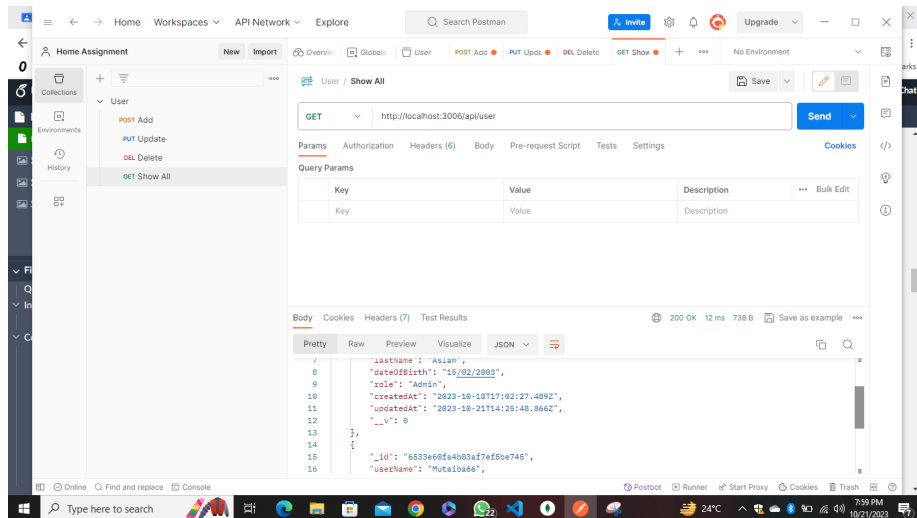 Home Workspaces API Network Explore Search Postman Invite Upgrade
Home Assignment New Import Overvie Globals User POST Add PUT Upda DEL Delete GET Show No Environment
Collections
Environments
History
User
POST Add
PUT Update
DEL Delete
GET Show All
User / Show All Save
GET http://localhost:3006/api/user Send
Params Authorization Headers (6) Body Pre-request Script Tests Settings Cookies
Query Params
Key Value Description Bulk Edit
Key Value Description
Body Cookies Headers (7) Test Results 200 OK 12 ms 738 B Save as example
Pretty Raw Preview Visualize JSON
7 "lastName": "Aslam",
8 "dateOfBirth": "15/02/2003",
9 "role": "Admin",
10 "createdAt": "2023-10-18T17:02:27.489Z",
11 "updatedAt": "2023-10-21T14:25:48.866Z",
12 "__v": 0
13 },
14 {
15 "_id": "6533e60fa4b03af7ef5be745",
16 "userName": "Mutaiba66",
Online Find and replace Console Postbot Runner Start Proxy Cookies Trash
Type here to search 22 24°C 7:59 PM
10/21/2023